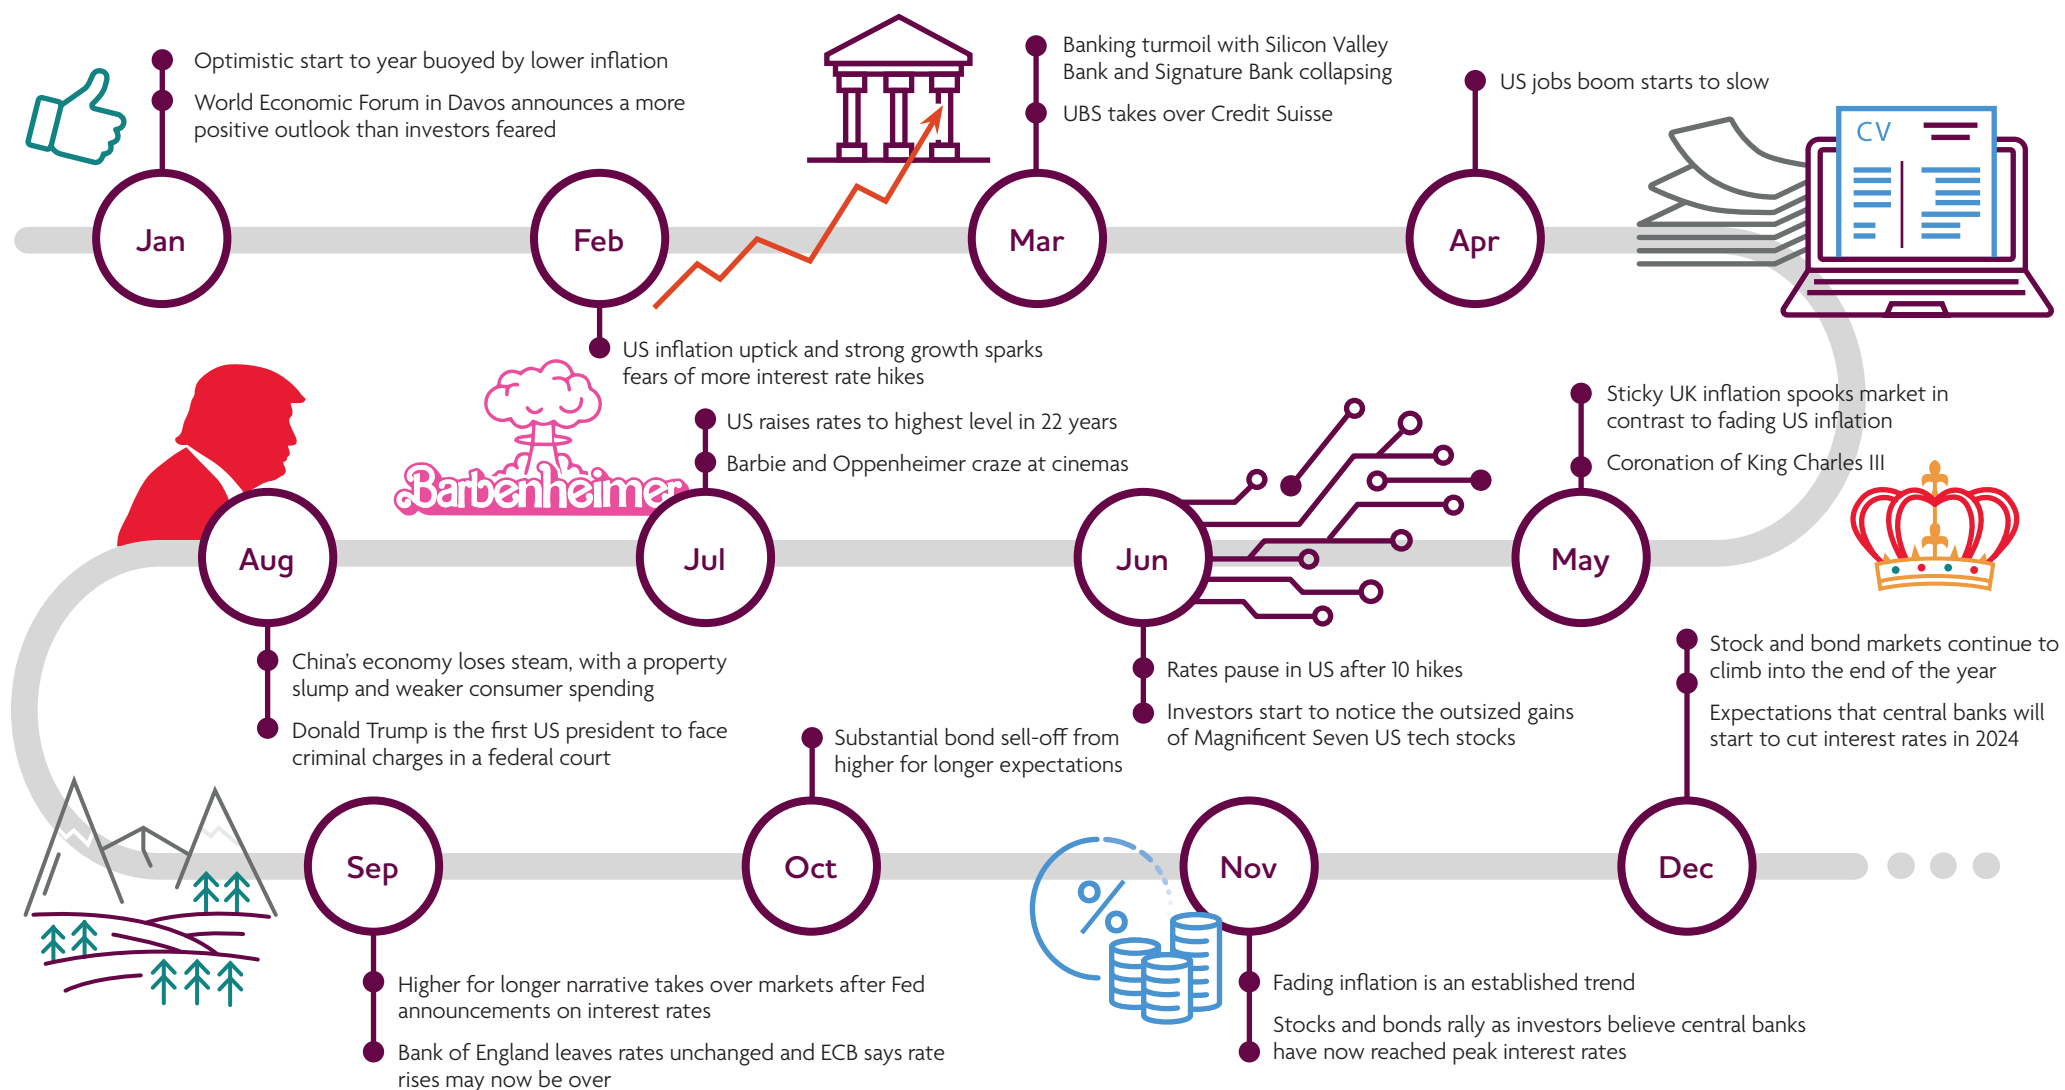 Optimistic start to year buoyed by lower inflation
World Economic Forum in Davos announces a more
positive outlook than investors feared
Jan
Feb
US inflation uptick and strong growth sparks
fears of more interest rate hikes
Banking turmoil with Silicon Valley
Bank and Signature Bank collapsing
UBS takes over Credit Suisse
Mar
US jobs boom starts to slow
Apr
CV
Sticky UK inflation spooks market in
contrast to fading US inflation
Coronation of King Charles III
May
Jun
Rates pause in US after 10 hikes
Investors start to notice the outsized gains
of Magnificent Seven US tech stocks
US raises rates to highest level in 22 years
Barbie and Oppenheimer craze at cinemas
Barbenheimer
Jul
Aug
China’s economy loses steam, with a property
slump and weaker consumer spending
Donald Trump is the first US president to face
criminal charges in a federal court
Sep
Higher for longer narrative takes over markets after Fed
announcements on interest rates
Bank of England leaves rates unchanged and ECB says rate
rises may now be over
Substantial bond sell-off from
higher for longer expectations
Oct
%
Nov
Fading inflation is an established trend
Stocks and bonds rally as investors believe central banks
have now reached peak interest rates
Stock and bond markets continue to
climb into the end of the year
Expectations that central banks will
start to cut interest rates in 2024
Dec